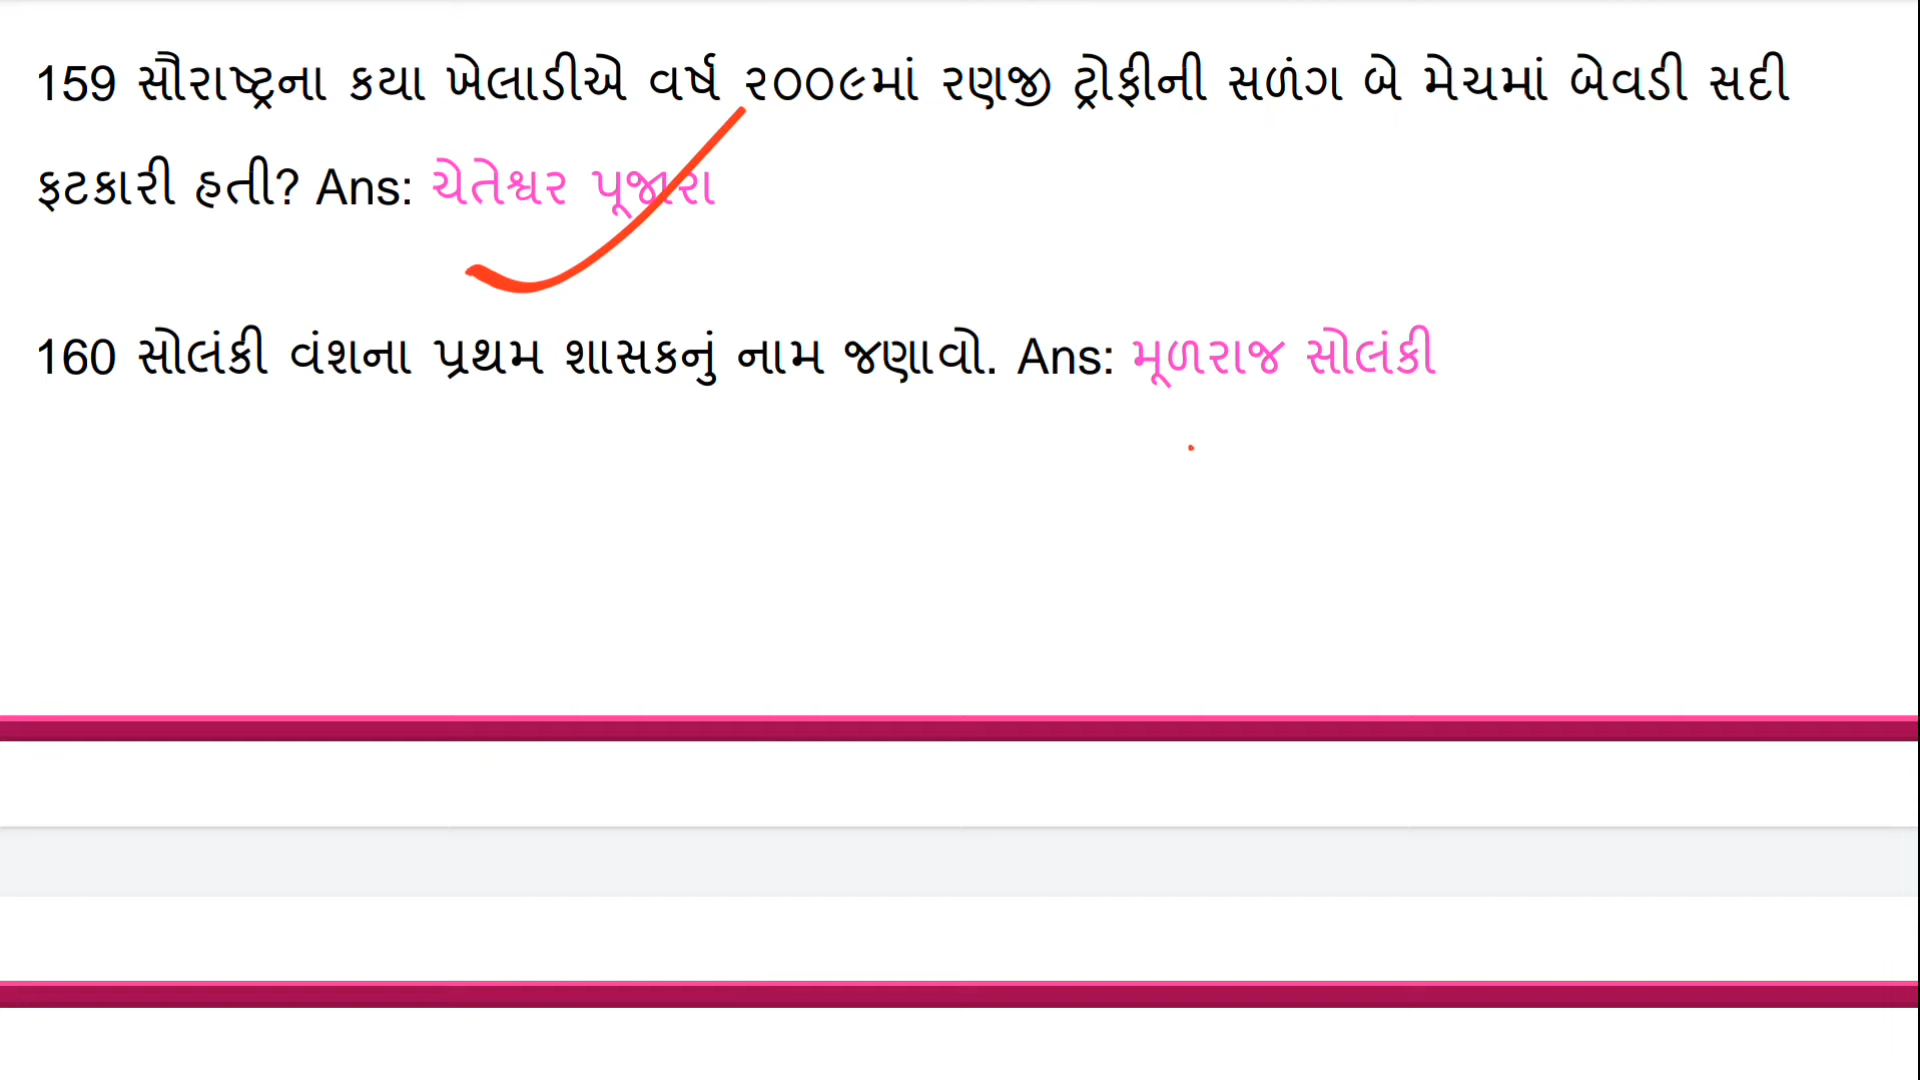 159 સૌરાષ્ટ્રના કયા ખેલાડીએ વર્ષ ૨૦૦૯માં રણજી ટ્રોફીની સળંગ બે મેચમાં બેવડી સદી
ફટકારી હતી? Ans: ચેતેશ્વર પૂજારા
160 સોલંકી વંશના પ્રથમ શાસકનું નામ જણાવો. Ans: મૂળરાજ સોલંકી